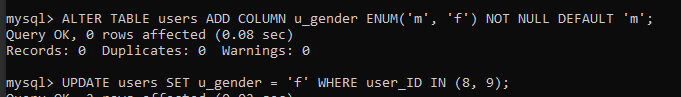 mysql> ALTER TABLE users ADD COLUMN u_gender ENUM('m', 'f') NOT NULL DEFAULT 'm';
Query OK, 0 rows affected (0.08 sec)
Records: 0  Duplicates: 0  Warnings: 0
mysql> UPDATE users SET u_gender = 'f' WHERE user_ID IN (8, 9);
Query OK, 2 rows affected